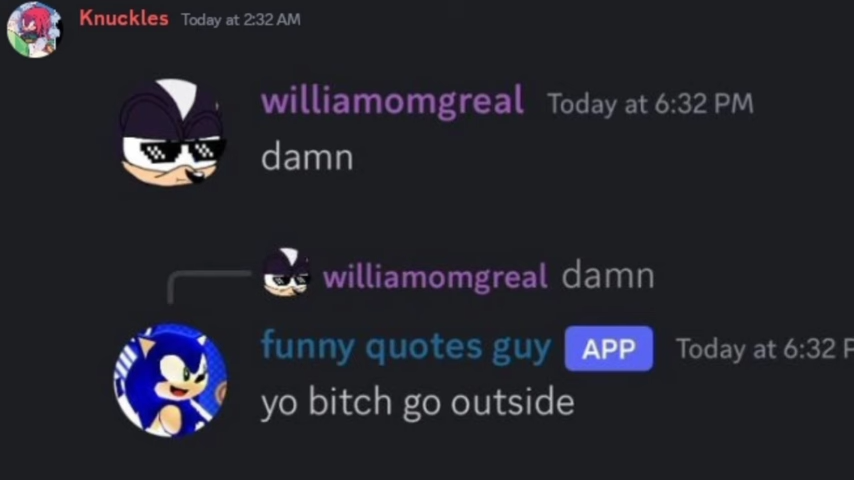 Knuckles Today at 2:32 AM
williamomgreal Today at 6:32 PM
damn
williamomgreal damn
funny quotes guy APP Today at 6:32 P
yo bitch go outside